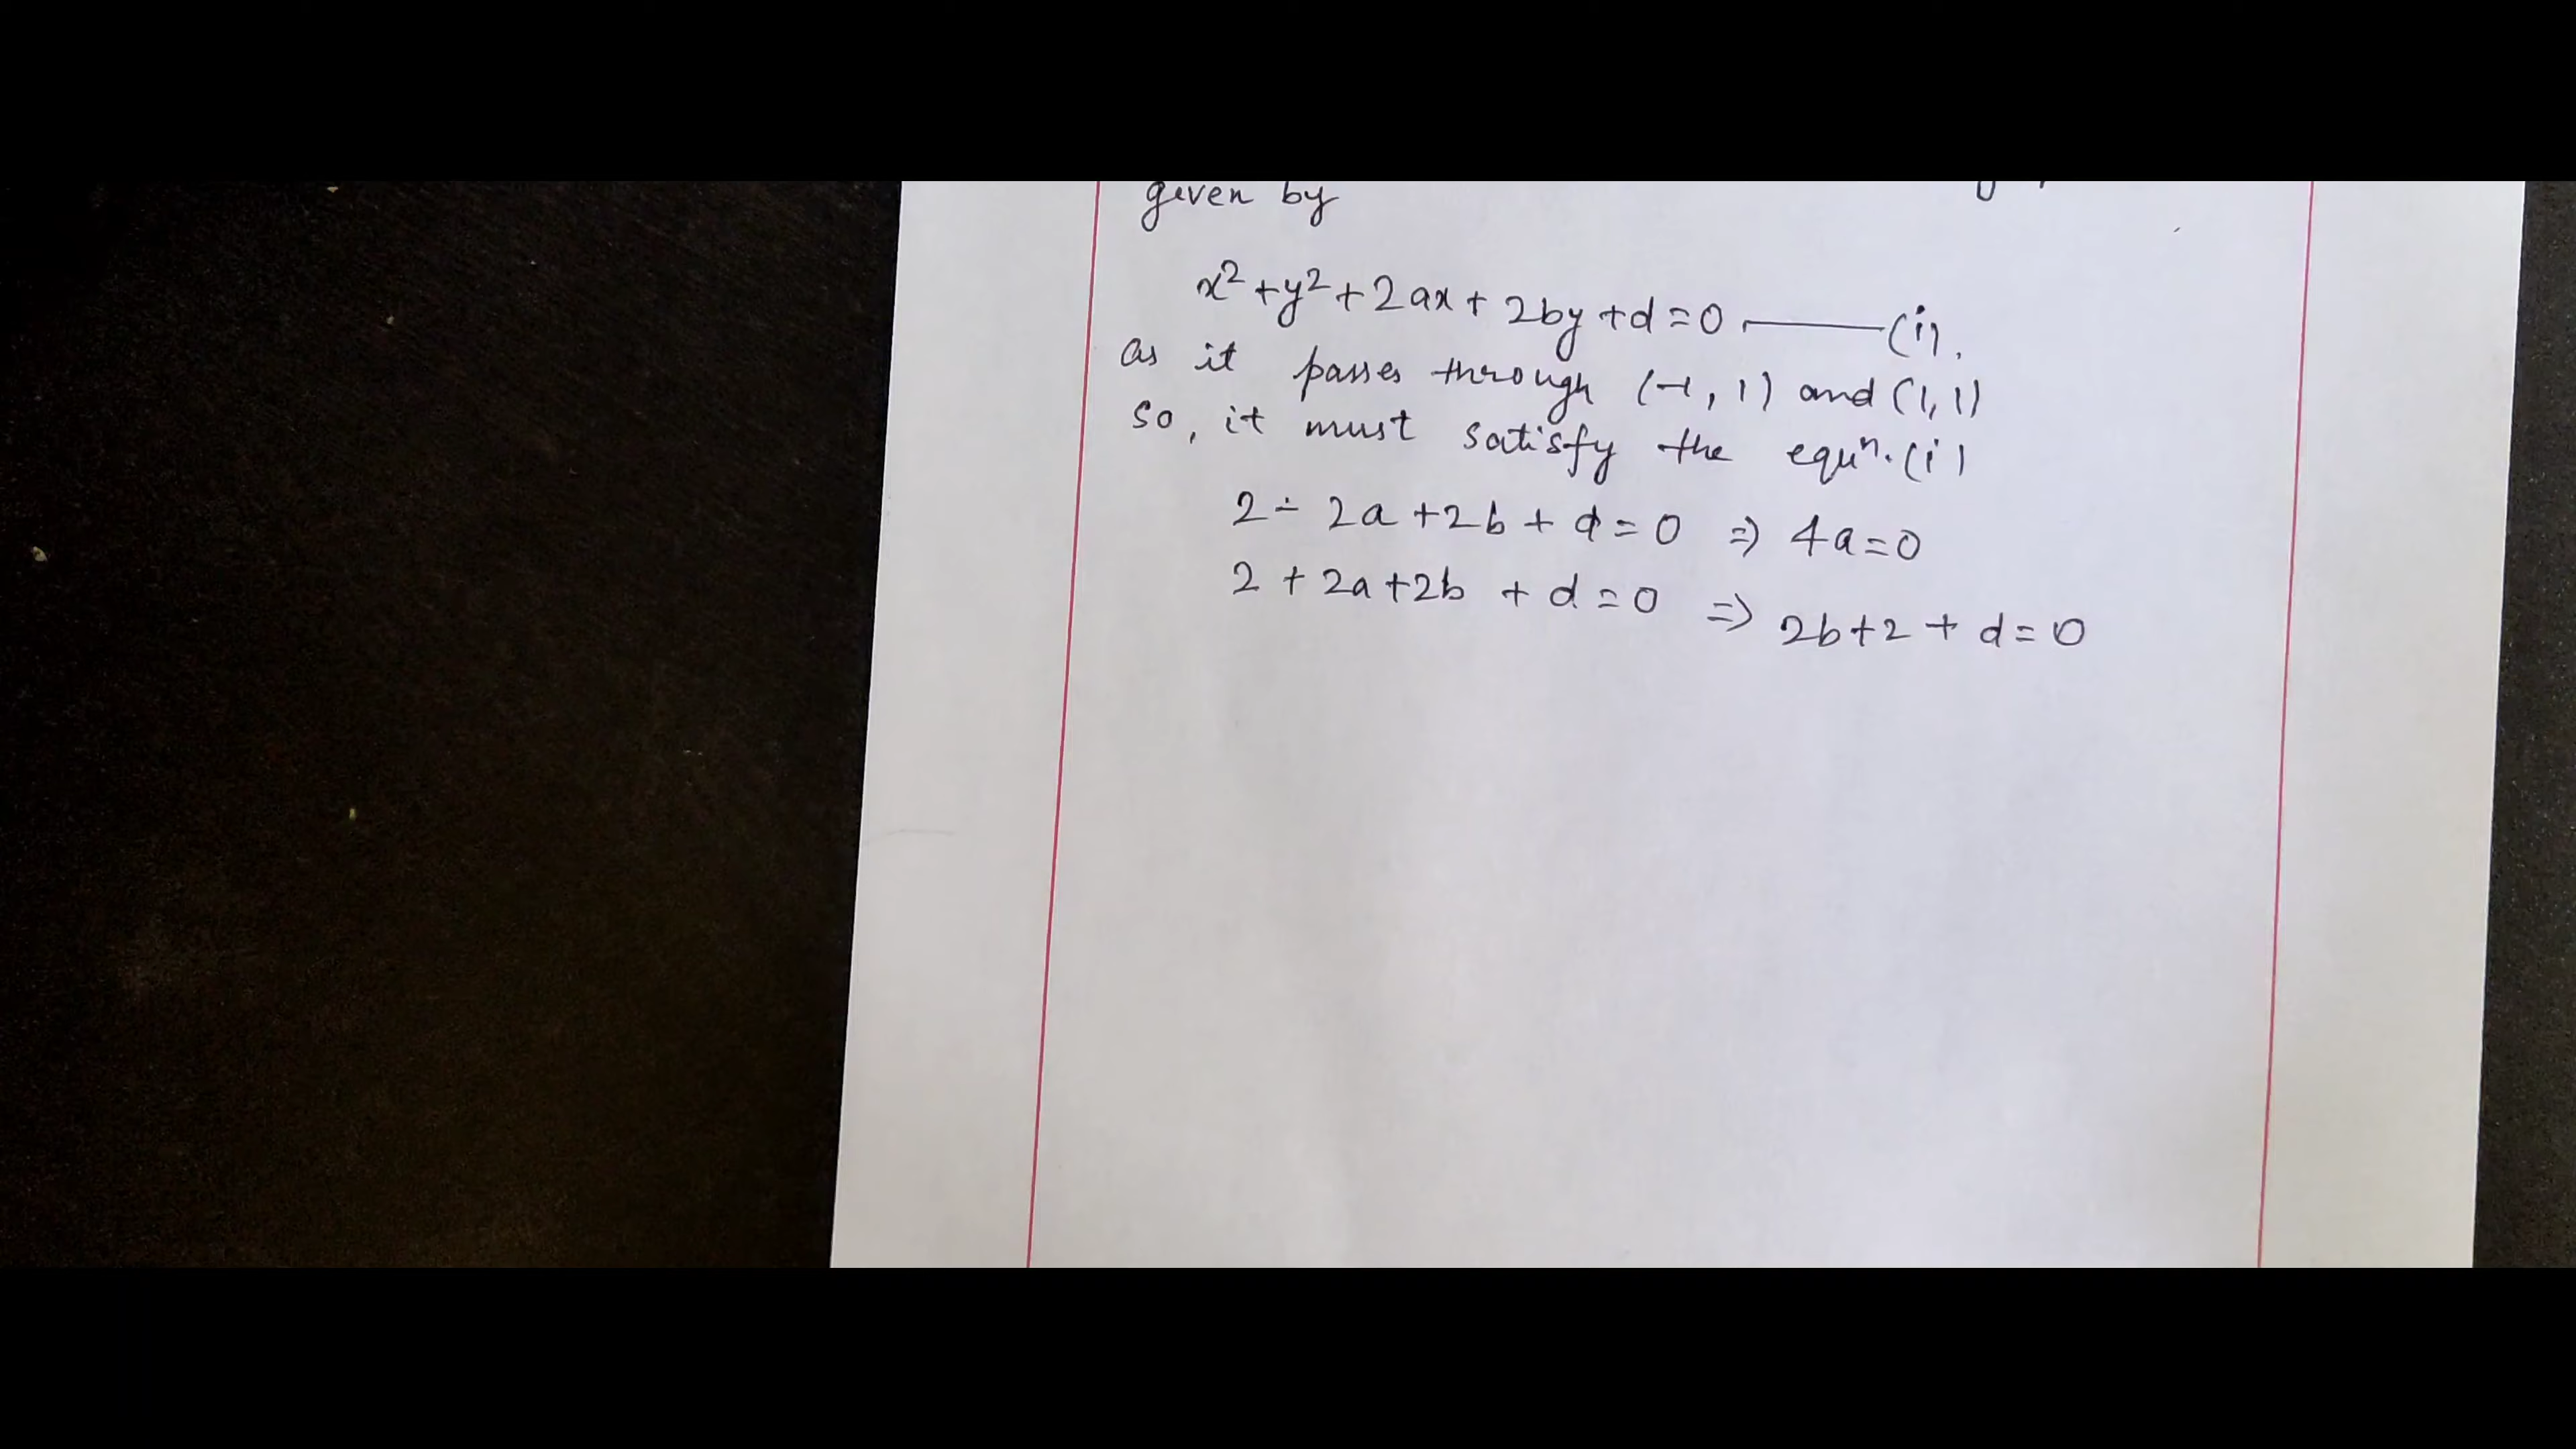 given by
x² + y² + 2ax + 2by + d = 0 ——— (i).
as it passes through (-1, 1) and (1, 1)
so, it must satisfy the equⁿ. (i)
2 - 2a + 2b + d = 0 ⇒ 4a = 0
2 + 2a + 2b + d = 0 ⇒ 2b + 2 + d = 0